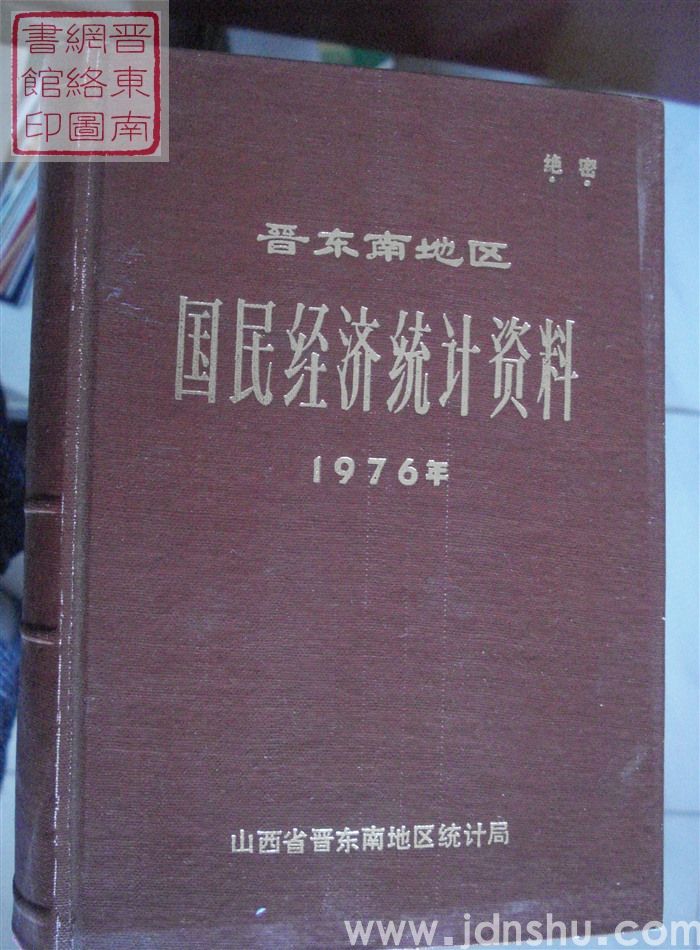 晋東南
網絡圖
書館印
绝密
晋东南地区
国民经济统计资料
1976年
山西省晋东南地区统计局
www.jdnshu.com